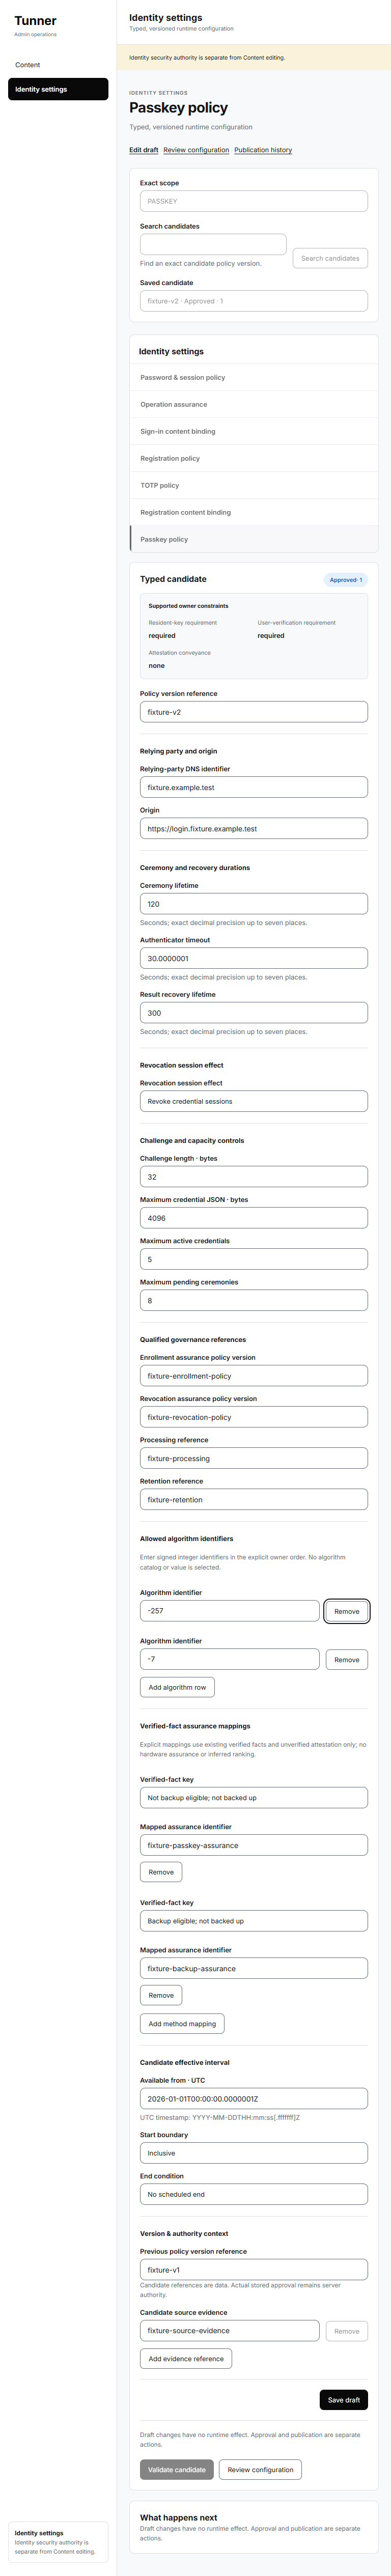 Tunner
Admin operations
Content
Identity settings
Identity settings
Typed, versioned runtime configuration
Identity security authority is separate from Content editing.
IDENTITY SETTINGS
Passkey policy
Typed, versioned runtime configuration
Edit draft Review configuration Publication history
Exact scope
PASSKEY
Search candidates
Find an exact candidate policy version.
Search candidates
Saved candidate
fixture-v2 · Approved · 1
Identity settings
Password & session policy
Operation assurance
Sign-in content binding
Registration policy
TOTP policy
Registration content binding
Passkey policy
Typed candidate
Approved· 1
Supported owner constraints
Resident-key requirement
required
User-verification requirement
required
Attestation conveyance
none
Policy version reference
fixture-v2
Relying party and origin
Relying-party DNS identifier
fixture.example.test
Origin
https://login.fixture.example.test
Ceremony and recovery durations
Ceremony lifetime
120
Seconds; exact decimal precision up to seven places.
Authenticator timeout
30.0000001
Seconds; exact decimal precision up to seven places.
Result recovery lifetime
300
Seconds; exact decimal precision up to seven places.
Revocation session effect
Revocation session effect
Revoke credential sessions
Challenge and capacity controls
Challenge length · bytes
32
Maximum credential JSON · bytes
4096
Maximum active credentials
5
Maximum pending ceremonies
8
Qualified governance references
Enrollment assurance policy version
fixture-enrollment-policy
Revocation assurance policy version
fixture-revocation-policy
Processing reference
fixture-processing
Retention reference
fixture-retention
Allowed algorithm identifiers
Enter signed integer identifiers in the explicit owner order. No algorithm
catalog or value is selected.
Algorithm identifier
-257
Remove
Algorithm identifier
-7
Remove
Add algorithm row
Verified-fact assurance mappings
Explicit mappings use existing verified facts and unverified attestation only; no
hardware assurance or inferred ranking.
Verified-fact key
Not backup eligible; not backed up
Mapped assurance identifier
fixture-passkey-assurance
Remove
Verified-fact key
Backup eligible; not backed up
Mapped assurance identifier
fixture-backup-assurance
Remove
Add method mapping
Candidate effective interval
Available from · UTC
2026-01-01T00:00:00.0000001Z
UTC timestamp: YYYY-MM-DDTHH:mm:ss[.fffffff]Z
Start boundary
Inclusive
End condition
No scheduled end
Version & authority context
Previous policy version reference
fixture-v1
Candidate references are data. Actual stored approval remains server
authority.
Candidate source evidence
fixture-source-evidence
Remove
Add evidence reference
Save draft
Draft changes have no runtime effect. Approval and publication are separate
actions.
Validate candidate
Review configuration
What happens next
Draft changes have no runtime effect. Approval and publication are separate
actions.
Identity settings
Identity security authority is
separate from Content editing.